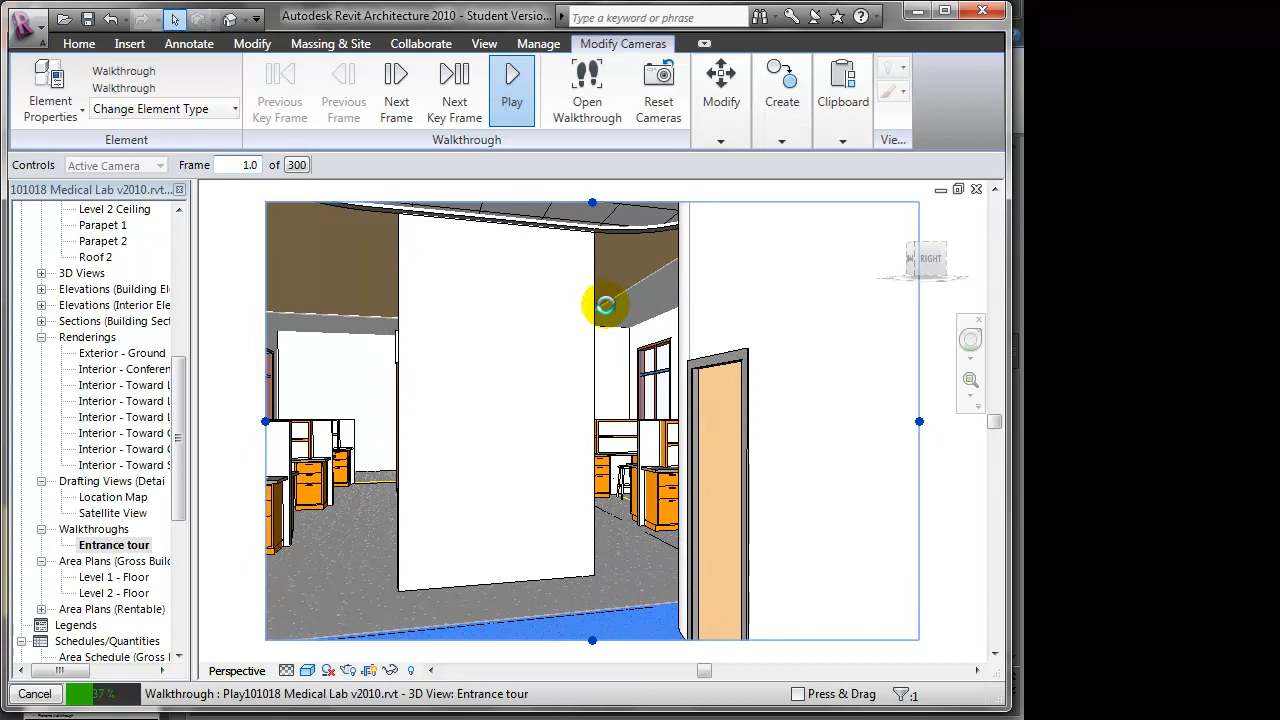 Autodesk Revit Architecture 2010 - Student Versio...
Type a keyword or phrase
Home Insert Annotate Modify Massing & Site Collaborate View Manage Modify Cameras
Element Properties
Walkthrough
Walkthrough
Change Element Type
Previous Key Frame
Previous Frame
Next Frame
Next Key Frame
Play
Open Walkthrough
Reset Cameras
Modify
Create
Clipboard
Element
Walkthrough
Vie...
Controls Active Camera Frame 1.0 of 300
101018 Medical Lab v2010.rvt...
Level 2 Ceiling
Parapet 1
Parapet 2
Roof 2
3D Views
Elevations (Building Elev
Elevations (Interior Elev
Sections (Building Sect
Renderings
Exterior - Ground
Interior - Conferen
Interior - Toward L
Interior - Toward L
Interior - Toward L
Interior - Toward C
Interior - Toward C
Interior - Toward S
Drafting Views (Detai
Location Map
Satellite View
Walkthroughs
Entrance tour
Area Plans (Gross Buil
Level 1 - Floor
Level 2 - Floor
Area Plans (Rentable)
Legends
Schedules/Quantities
Area Schedule (Gross
RIGHT
Perspective
Cancel 37 % Walkthrough : Play101018 Medical Lab v2010.rvt - 3D View: Entrance tour Press & Drag :1